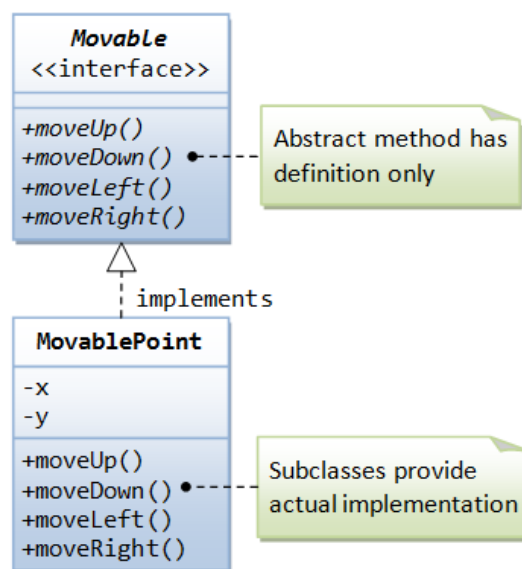 Movable
<<interface>>
+moveUp()
+moveDown()
+moveLeft()
+moveRight()
Abstract method has
definition only
implements
MovablePoint
-x
-y
+moveUp()
+moveDown()
+moveLeft()
+moveRight()
Subclasses provide
actual implementation